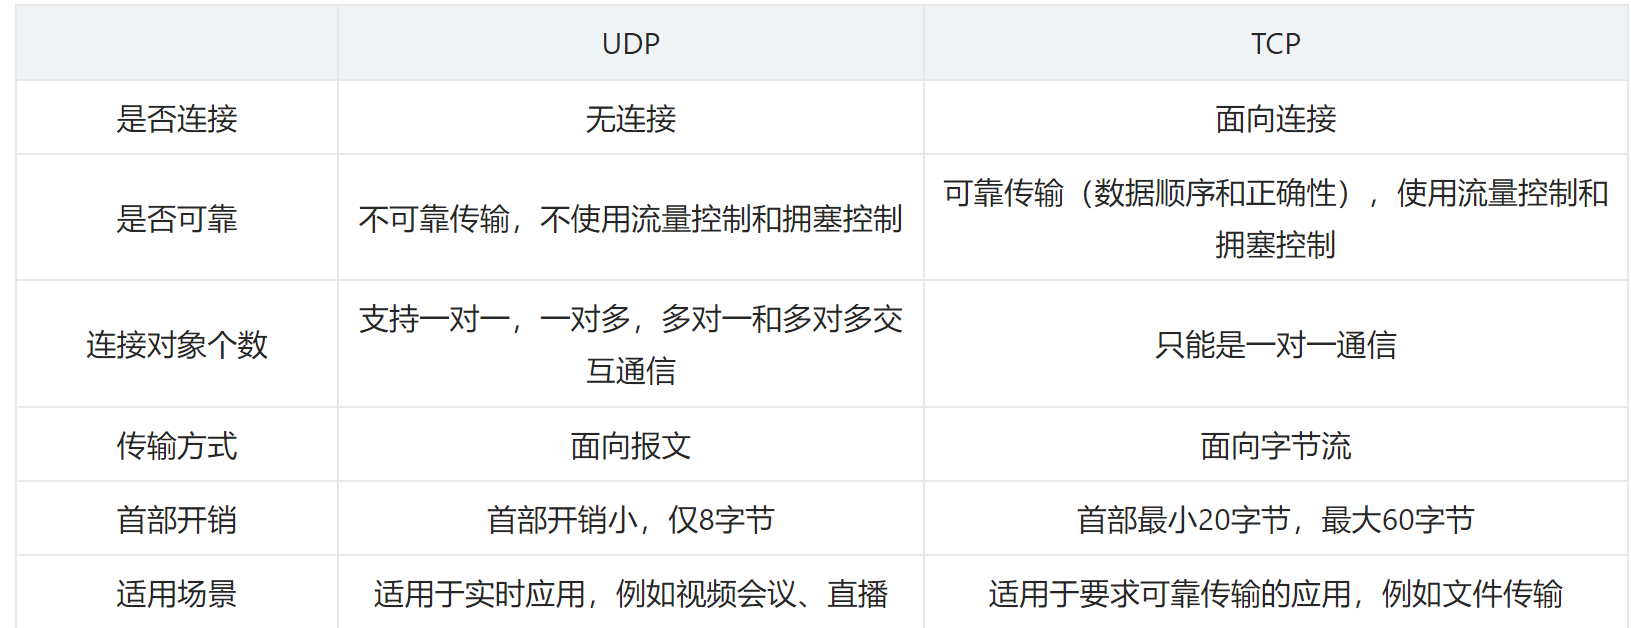 UDP
TCP
是否连接
无连接
面向连接
是否可靠
不可靠传输，不使用流量控制和拥塞控制
可靠传输（数据顺序和正确性），使用流量控制和
拥塞控制
连接对象个数
支持一对一，一对多，多对一和多对多交
互通信
只能是一对一通信
传输方式
面向报文
面向字节流
首部开销
首部开销小，仅8字节
首部最小20字节，最大60字节
适用场景
适用于实时应用，例如视频会议、直播
适用于要求可靠传输的应用，例如文件传输